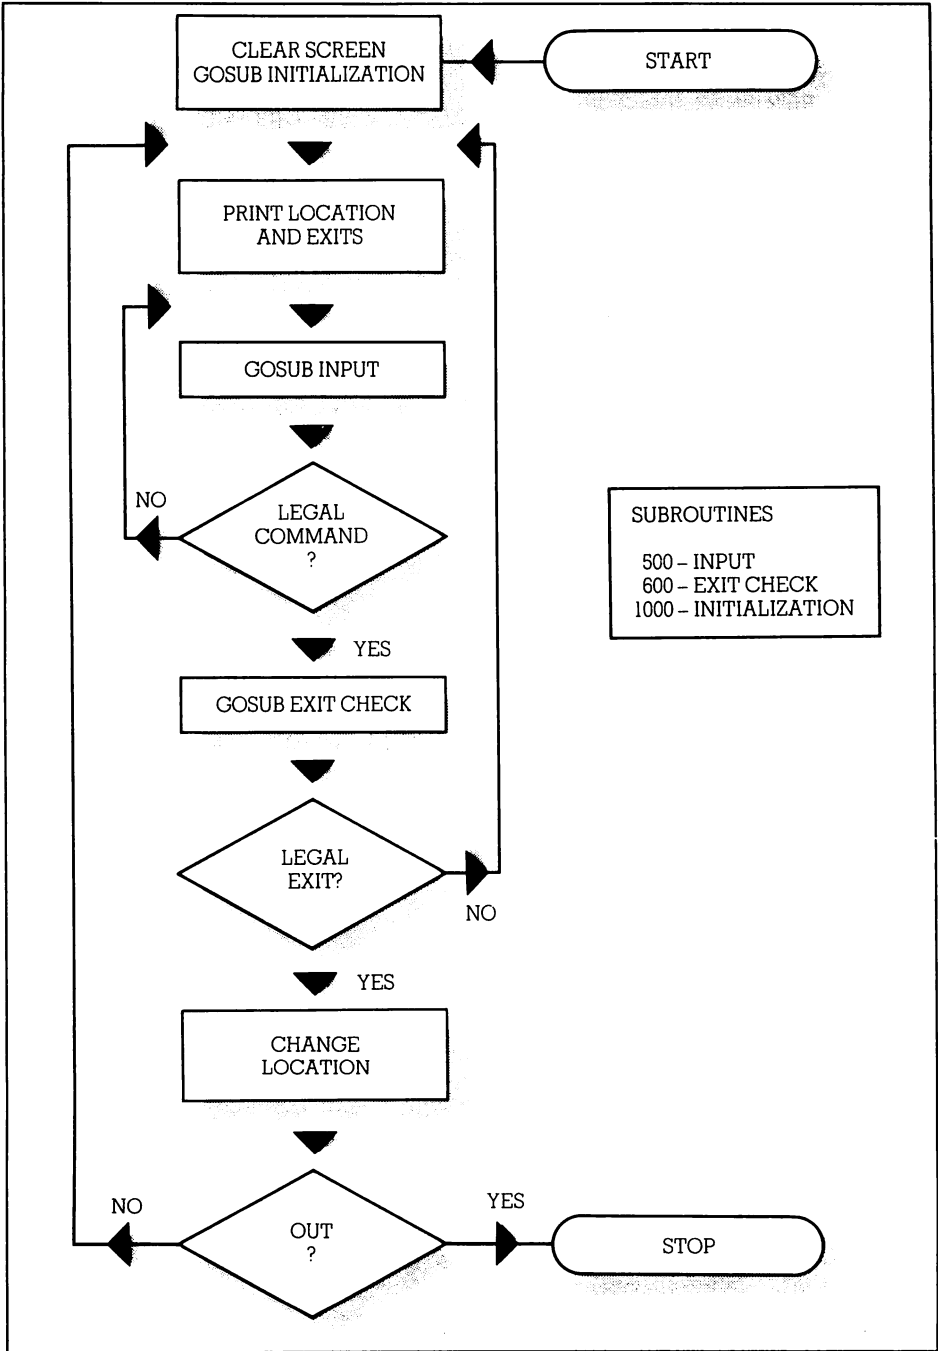 CLEAR SCREEN
GOSUB INITIALIZATION
START
PRINT LOCATION
AND EXITS
GOSUB INPUT
NO
LEGAL
COMMAND
?
SUBROUTINES
500 – INPUT
600 – EXIT CHECK
1000 – INITIALIZATION
YES
GOSUB EXIT CHECK
LEGAL
EXIT?
NO
YES
CHANGE
LOCATION
NO
OUT
?
YES
STOP